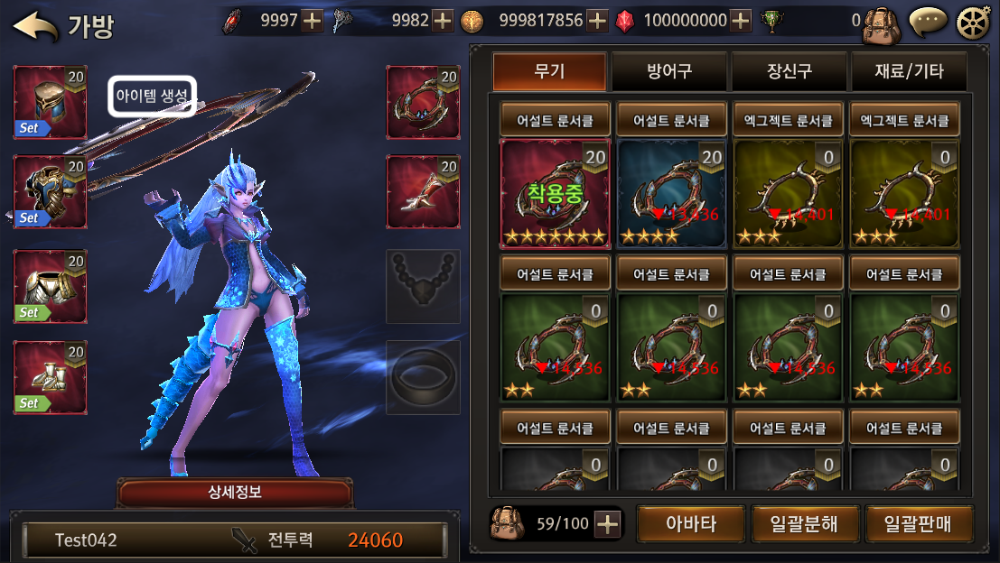 가방
9997
9982
999817856
100000000
0
아이템 생성
20
Set
20
Set
20
Set
20
Set
20
20
무기
방어구
장신구
재료/기타
어설트 룬서클
어설트 룬서클
엑그젝트 룬서클
엑그젝트 룬서클
20
20
0
0
착용중
13,836
14,401
14,401
어설트 룬서클
어설트 룬서클
어설트 룬서클
어설트 룬서클
0
0
0
0
14,536
14,536
14,536
14,536
어설트 룬서클
어설트 룬서클
어설트 룬서클
어설트 룬서클
0
0
0
0
상세정보
Test042
전투력
24060
59/100
아바타
일괄분해
일괄판매